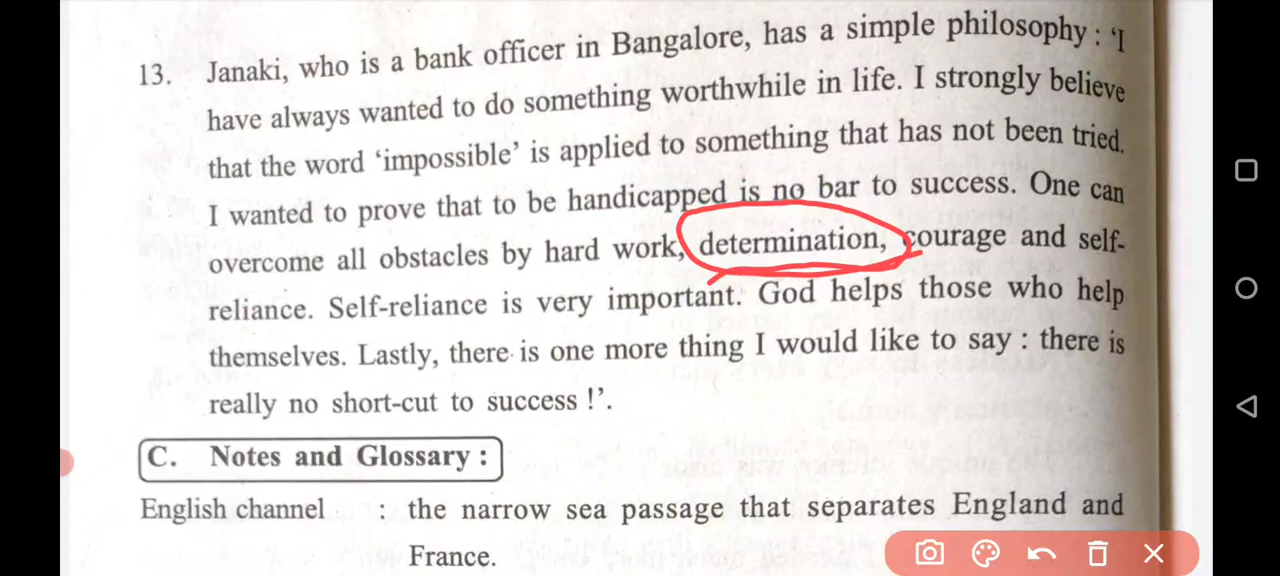 13. Janaki, who is a bank officer in Bangalore, has a simple philosophy : 'I
have always wanted to do something worthwhile in life. I strongly believe
that the word 'impossible' is applied to something that has not been tried.
I wanted to prove that to be handicapped is no bar to success. One can
overcome all obstacles by hard work, determination, courage and self-
reliance. Self-reliance is very important. God helps those who help
themselves. Lastly, there is one more thing I would like to say : there is
really no short-cut to success !'.
C. Notes and Glossary :
English channel : the narrow sea passage that separates England and
France.